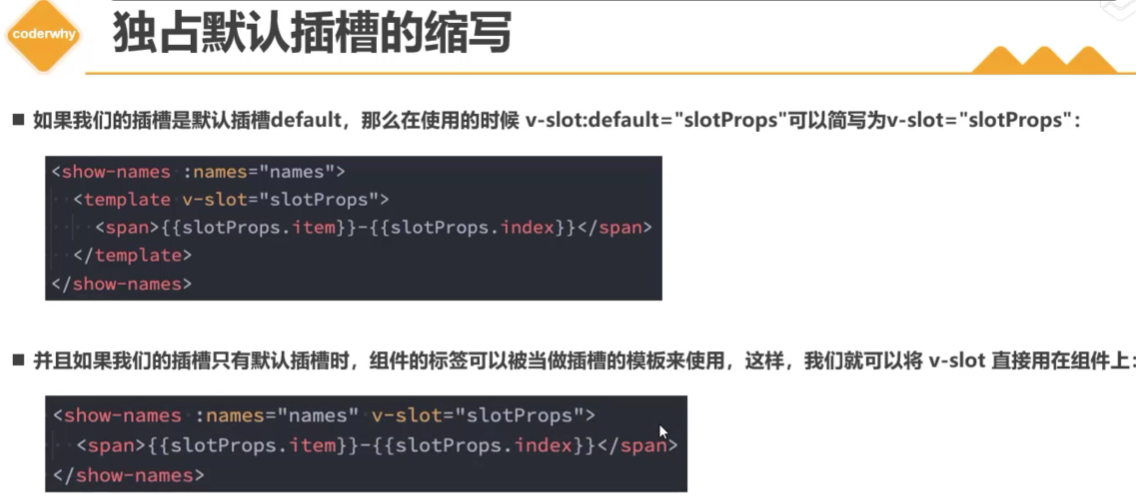 coderwhy
独占默认插槽的缩写
■ 如果我们的插槽是默认插槽default，那么在使用的时候 v-slot:default="slotProps"可以简写为v-slot="slotProps"：
<show-names :names="names">
  <template v-slot="slotProps">
    <span>{{slotProps.item}}-{{slotProps.index}}</span>
  </template>
</show-names>
■ 并且如果我们的插槽只有默认插槽时，组件的标签可以被当做插槽的模板来使用，这样，我们就可以将 v-slot 直接用在组件上：
<show-names :names="names" v-slot="slotProps">
  <span>{{slotProps.item}}-{{slotProps.index}}</span>
</show-names>